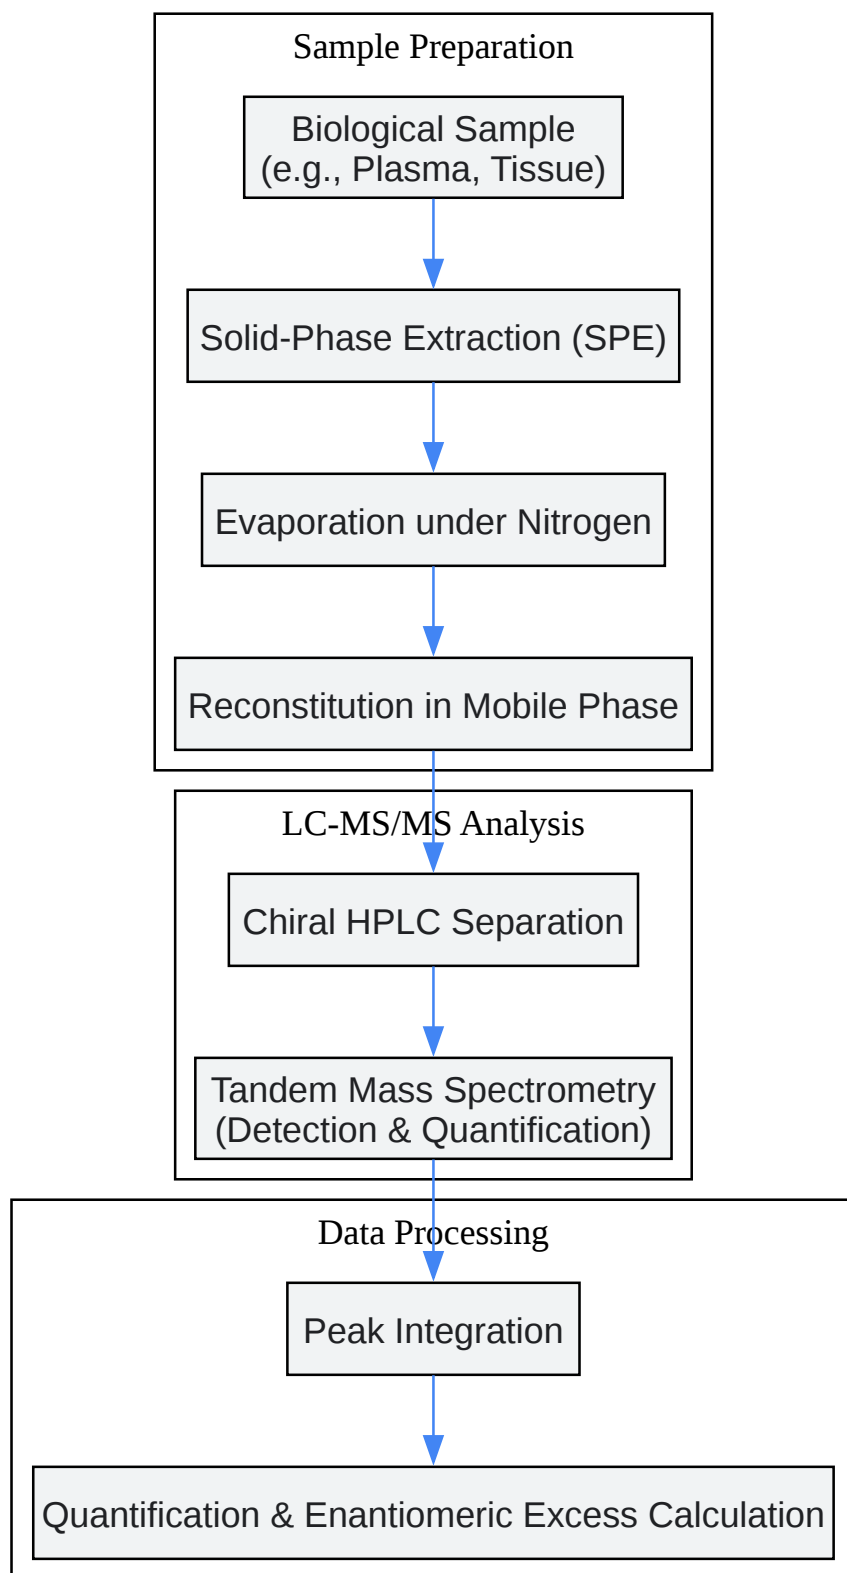 Sample Preparation
Biological Sample
(e.g., Plasma, Tissue)
Solid-Phase Extraction (SPE)
Evaporation under Nitrogen
Reconstitution in Mobile Phase
LC-MS/MS Analysis
Chiral HPLC Separation
Tandem Mass Spectrometry
(Detection & Quantification)
Data Processing
Peak Integration
Quantification & Enantiomeric Excess Calculation